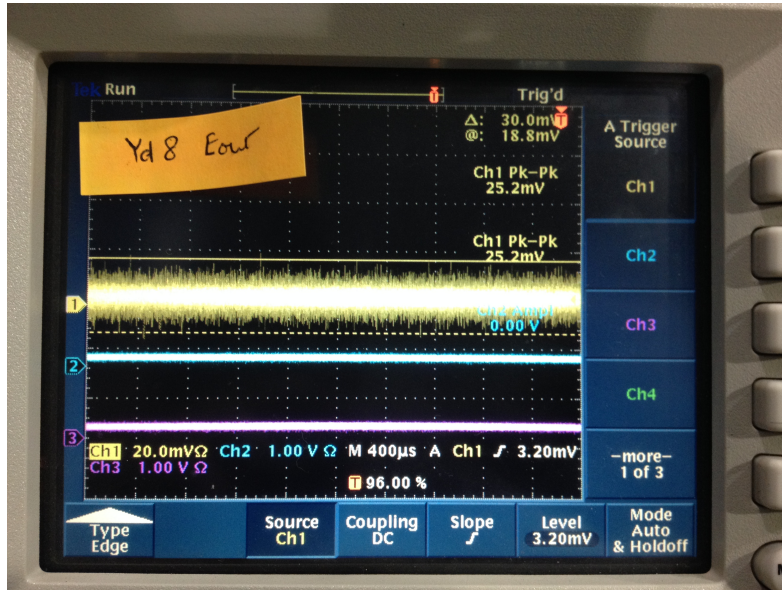 Tek Run
Trig'd
Δ: 30.0mV
@: 18.8mV
T
Yd 8
Ch1 Pk-Pk
25.2mV
Ch1 Pk-Pk
25.2mV
0.00 V
1
2
3
Ch1 20.0mVΩ Ch2 1.00 V Ω M 400µs A Ch1 ƒ 3.20mV
Ch3 1.00 V Ω
T 96.00 %
A Trigger
Source
Ch1
Ch2
Ch3
Ch4
-more-
1 of 3
Type
Edge
Source
Ch1
Coupling
DC
Slope
Level
3.20mV
Mode
Auto
& Holdoff